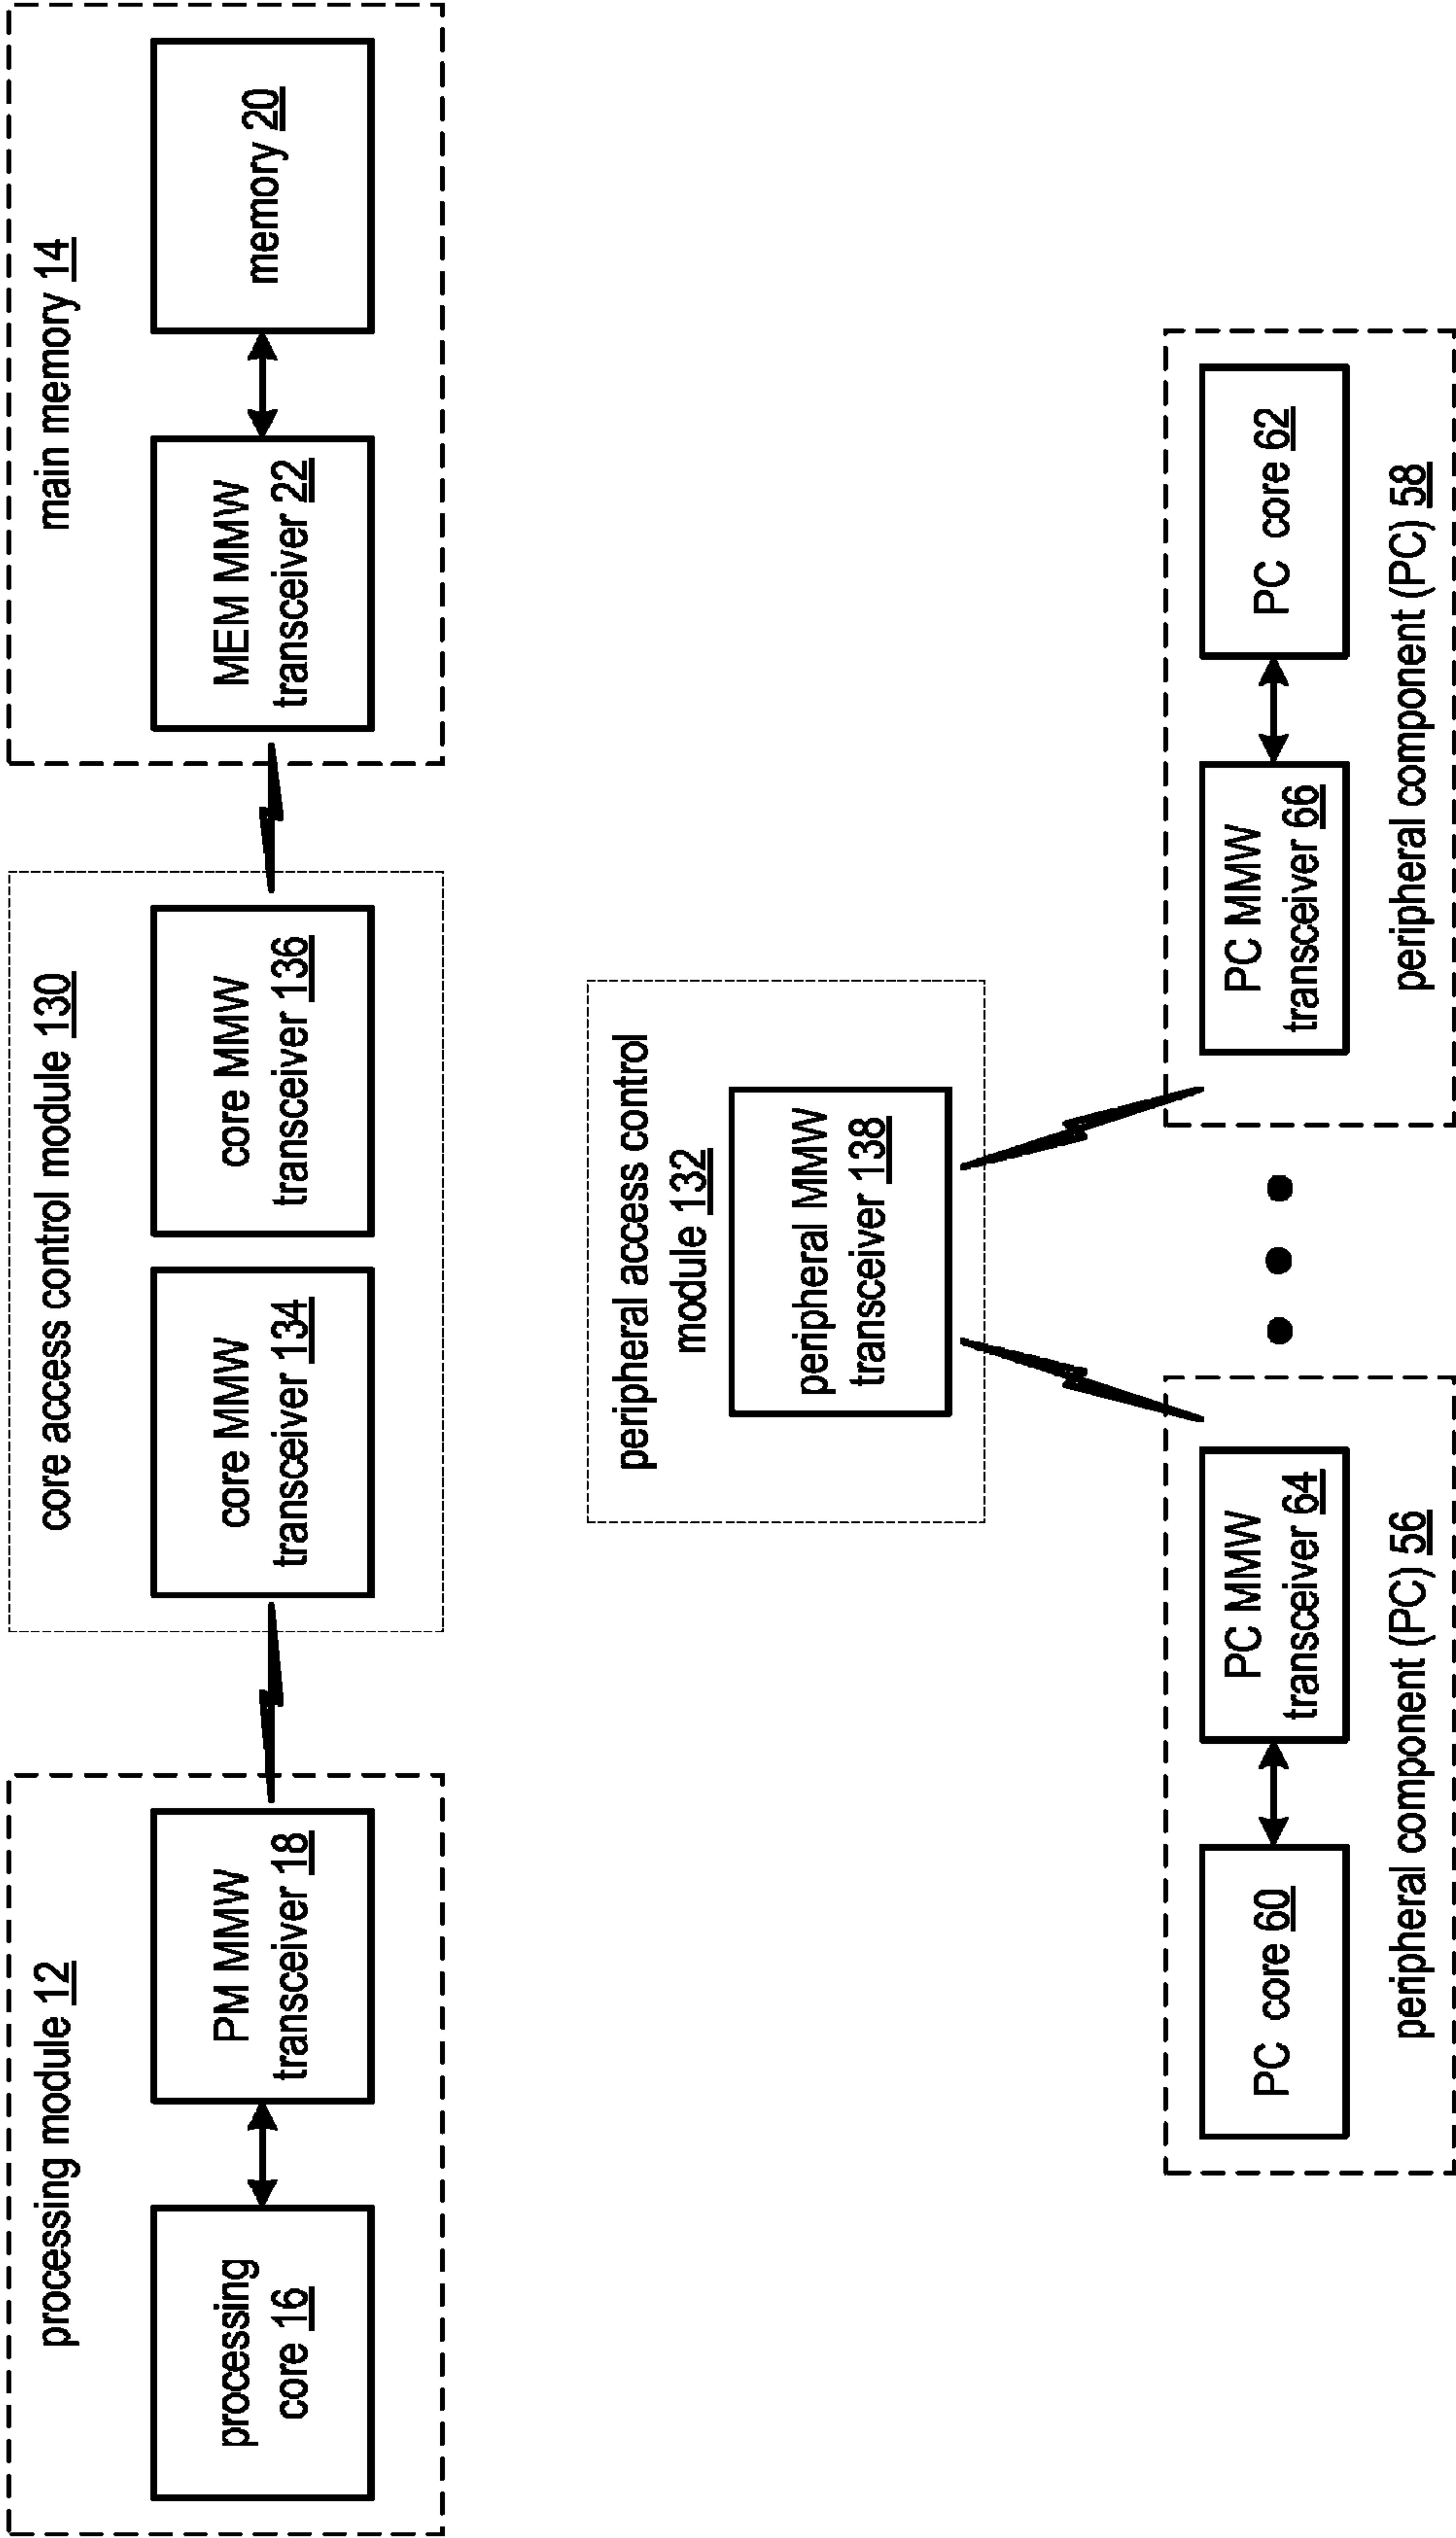 processing module 12
processing
core 16
PM MMW
transceiver 18
core access control module 130
core MMW
transceiver 134
core MMW
transceiver 136
main memory 14
MEM MMW
transceiver 22
memory 20
peripheral access control
module 132
peripheral MMW
transceiver 138
PC core 60
PC MMW
transceiver 64
peripheral component (PC) 56
PC MMW
transceiver 66
PC core 62
peripheral component (PC) 58